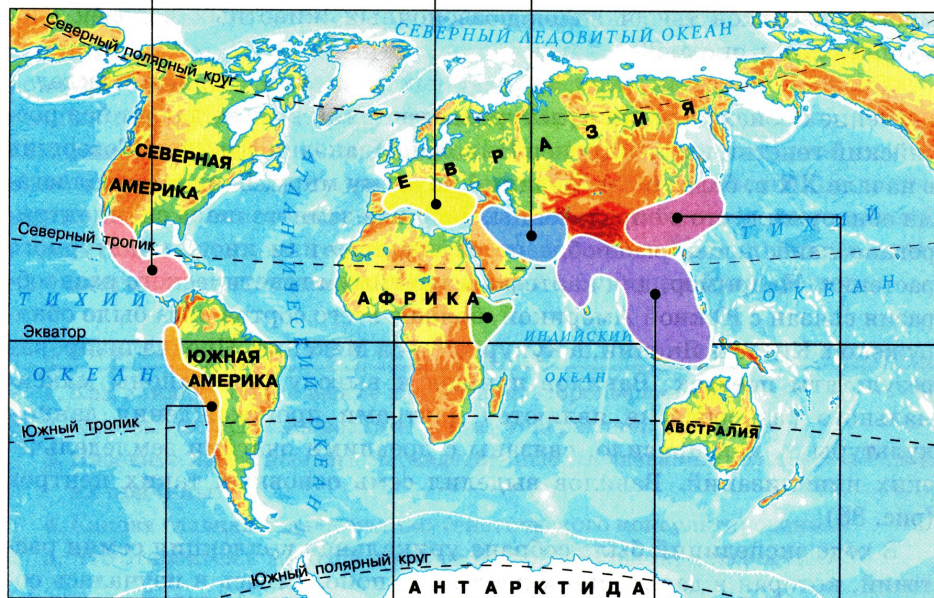 СЕВЕРНЫЙ ЛЕДОВИТЫЙ ОКЕАН
Северный полярный круг
ЕВРАЗИЯ
СЕВЕРНАЯ
АМЕРИКА
АТЛАНТИЧЕСКИЙ ОКЕАН
ТИХИЙ
ОКЕАН
Северный тропик
ТИХИЙ
ОКЕАН
АФРИКА
Экватор
ИНДИЙСКИЙ
ОКЕАН
ЮЖНАЯ
АМЕРИКА
Южный тропик
АВСТРАЛИЯ
Южный полярный круг
АНТАРКТИДА